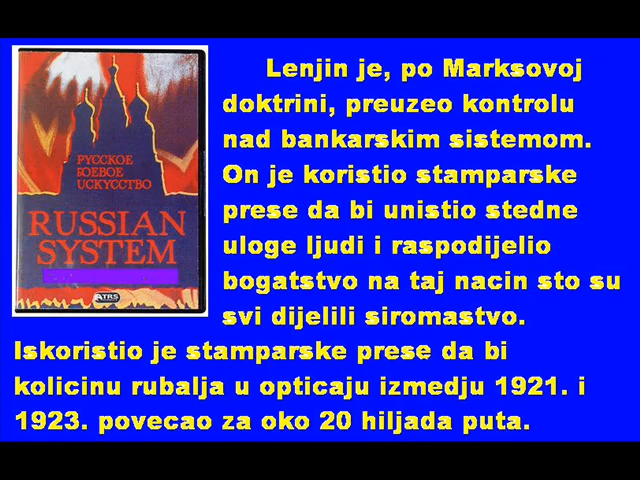 Lenjin je, po Marksovoj
doktrini, preuzeo kontrolu
nad bankarskim sistemom.
On je koristio stamparske
prese da bi unistio stedne
uloge ljudi i raspodijelio
bogatstvo na taj nacin sto su
svi dijelili siromastvo.
Iskoristio je stamparske prese da bi
kolicinu rubalja u opticaju izmedju 1921. i
1923. povecao za oko 20 hiljada puta.
РУССКОЕ
БОЕВОЕ
ИСКУССТВО
RUSSIAN
SYSTEM
TRS